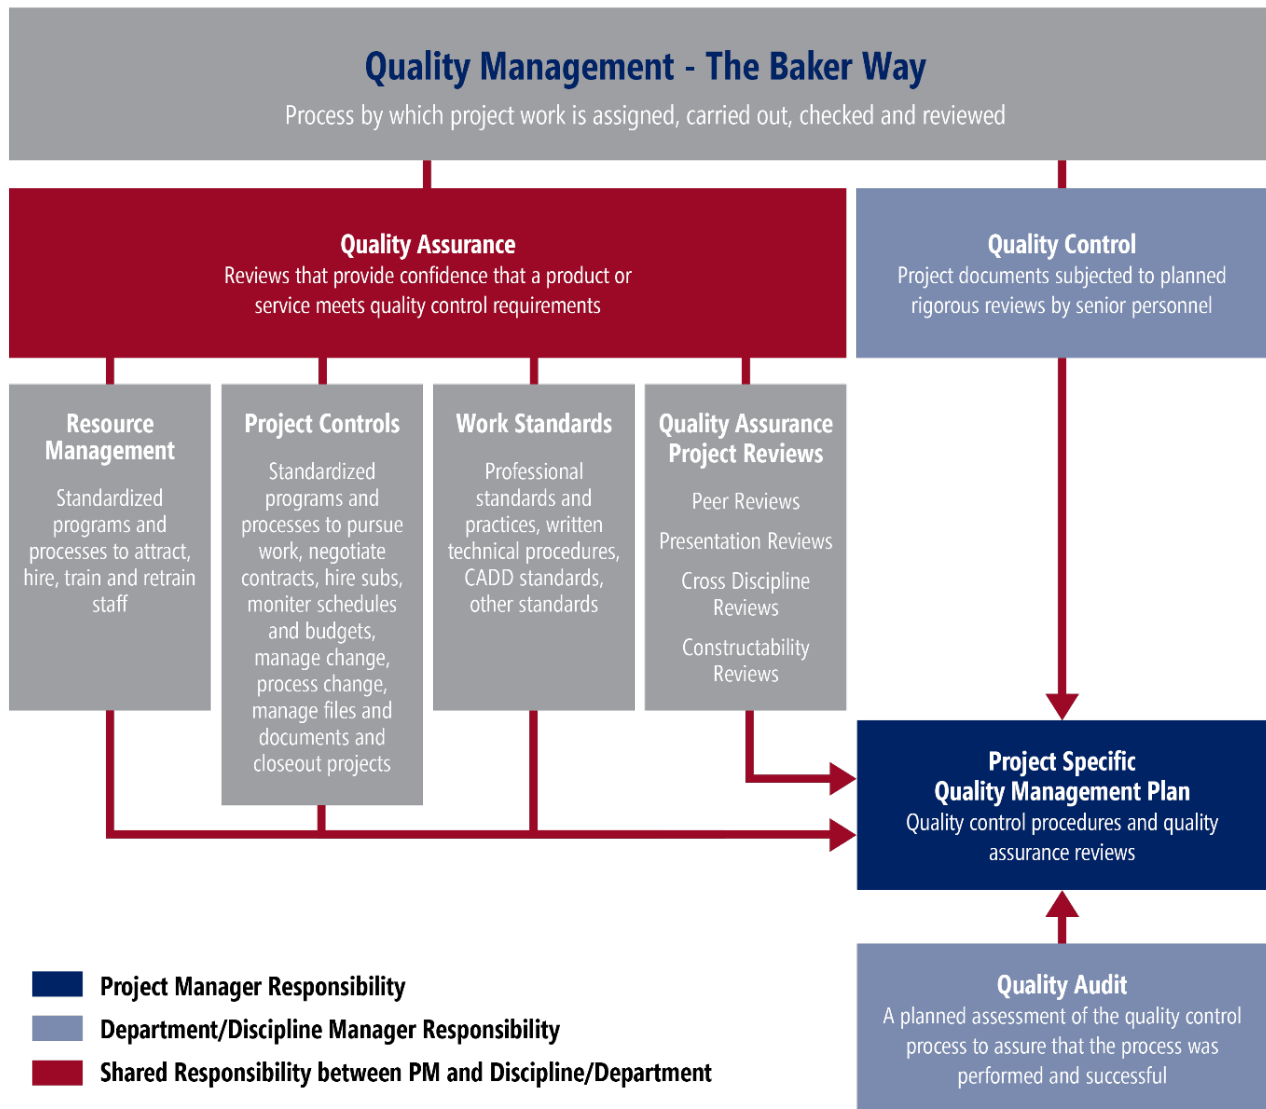 Quality Management - The Baker Way
Process by which project work is assigned, carried out, checked and reviewed
Quality Assurance
Reviews that provide confidence that a product or
service meets quality control requirements
Quality Control
Project documents subjected to planned
rigorous reviews by senior personnel
Resource
Management
Standardized
programs and
processes to attract,
hire, train and retrain
staff
Project Controls
Standardized
programs and
processes to pursue
work, negotiate
contracts, hire subs,
moniter schedules
and budgets,
manage change,
process change,
manage files and
documents and
closeout projects
Work Standards
Professional
standards and
practices, written
technical procedures,
CADD standards,
other standards
Quality Assurance
Project Reviews
Peer Reviews
Presentation Reviews
Cross Discipline
Reviews
Constructability
Reviews
Project Specific
Quality Management Plan
Quality control procedures and quality
assurance reviews
Quality Audit
A planned assessment of the quality control
process to assure that the process was
performed and successful
Project Manager Responsibility
Department/Discipline Manager Responsibility
Shared Responsibility between PM and Discipline/Department